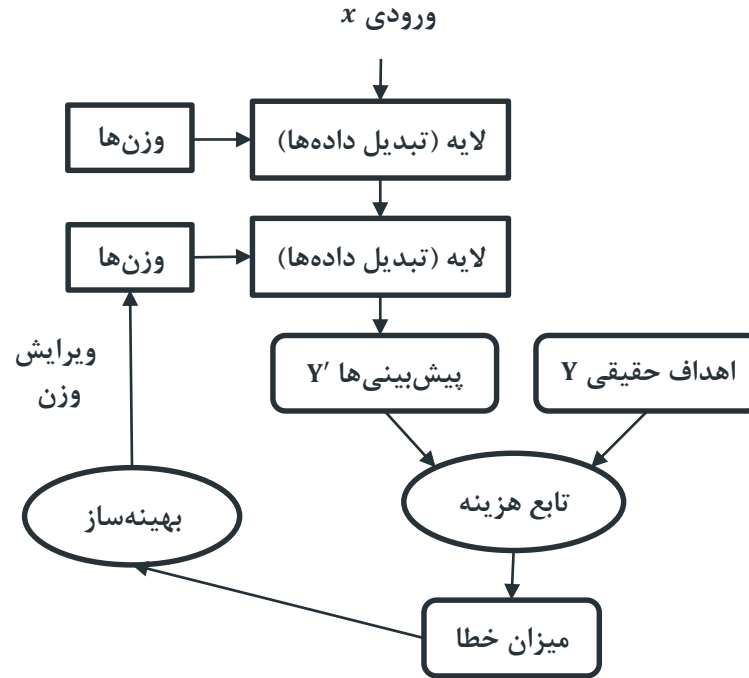 ورودی x
لایه (تبدیل داده‌ها)
وزن‌ها
لایه (تبدیل داده‌ها)
وزن‌ها
ویرایش
وزن
اهداف حقیقی Y
پیش‌بینی‌ها Y′
تابع هزینه
بهینه‌ساز
میزان خطا